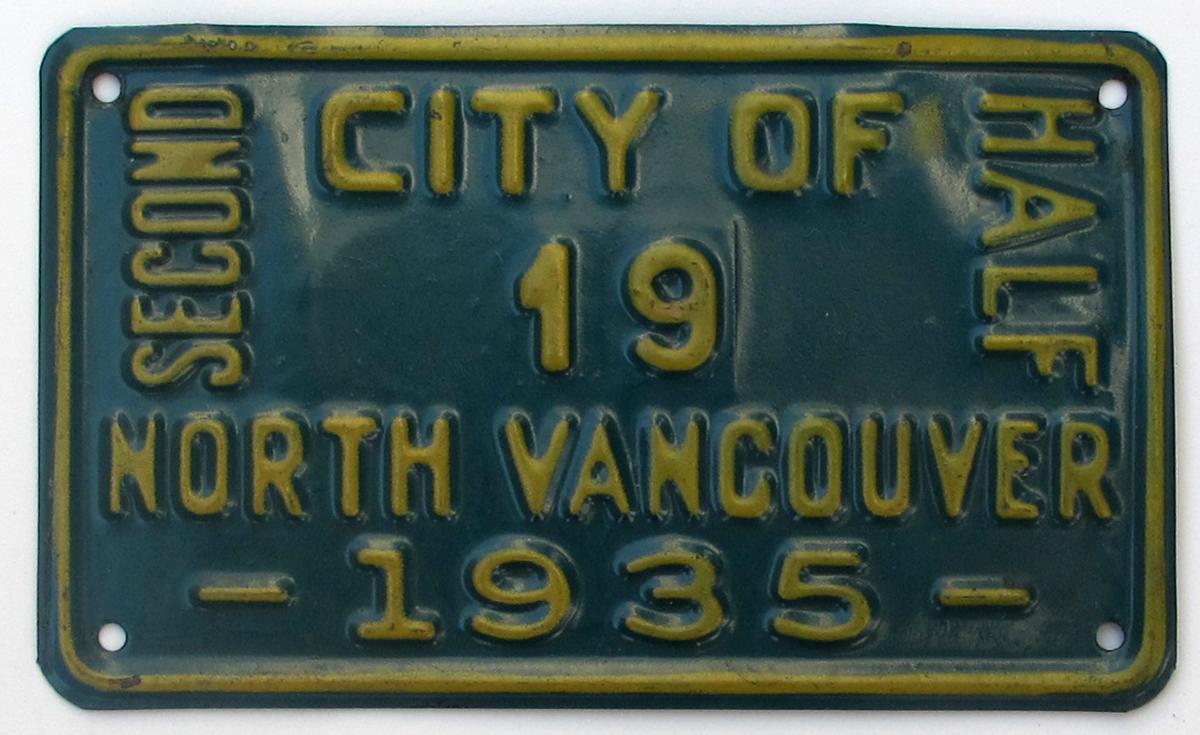 SECOND
CITY OF
HALF
19
NORTH VANCOUVER
- 1935 -